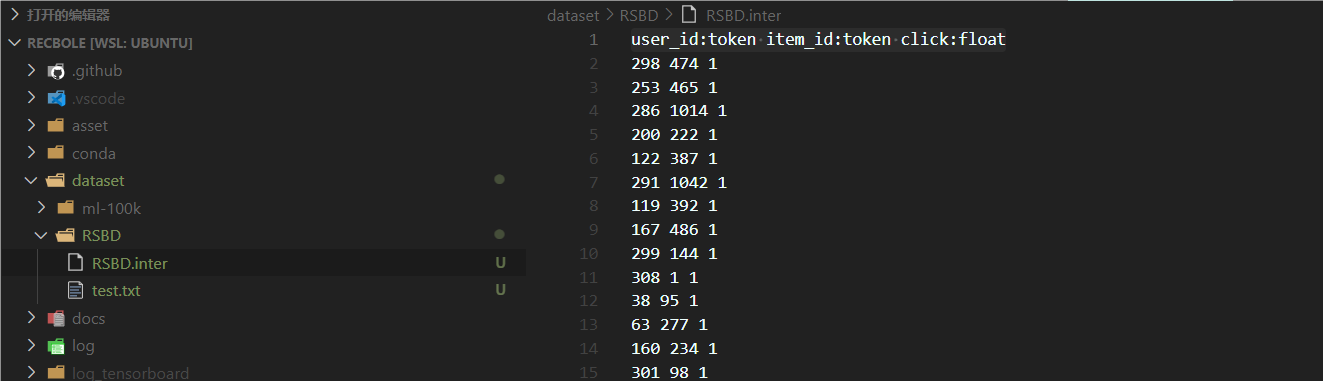 打开的编辑器
RECBOLE [WSL: UBUNTU]
.github
.vscode
asset
conda
dataset
ml-100k
RSBD
RSBD.inter U
test.txt U
docs
log
log_tensorboard
dataset > RSBD > RSBD.inter
1 user_id:token item_id:token click:float
2 298 474 1
3 253 465 1
4 286 1014 1
5 200 222 1
6 122 387 1
7 291 1042 1
8 119 392 1
9 167 486 1
10 299 144 1
11 308 1 1
12 38 95 1
13 63 277 1
14 160 234 1
15 301 98 1